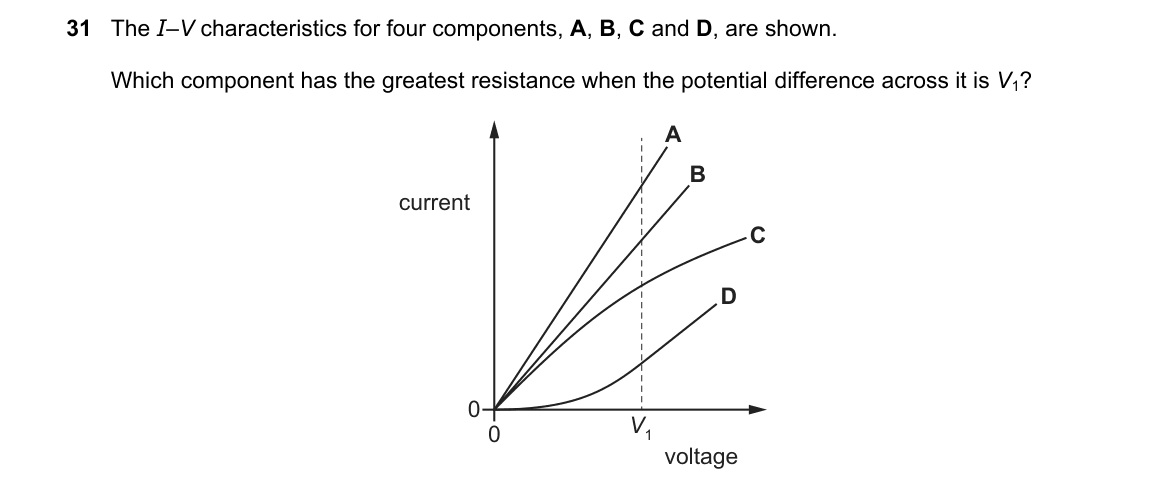 31 The I–V characteristics for four components, A, B, C and D, are shown.
Which component has the greatest resistance when the potential difference across it is V₁?
A
B
current
C
D
0
0
V₁
voltage